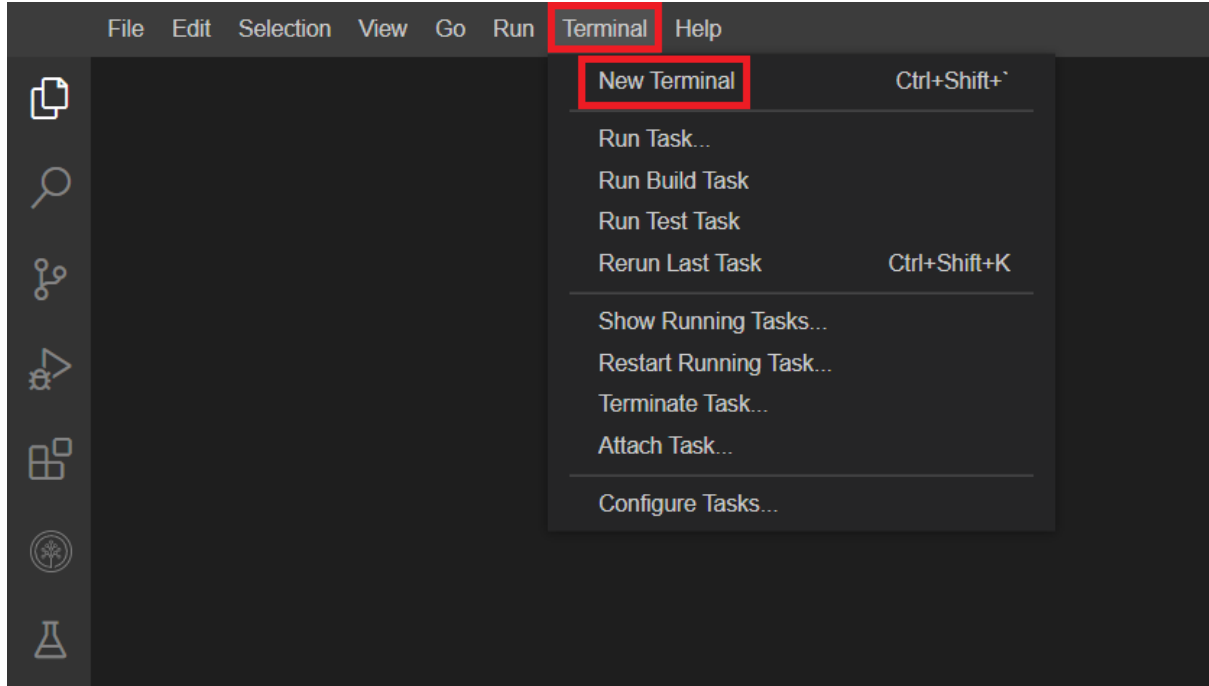 File Edit Selection View Go Run Terminal Help
New Terminal Ctrl+Shift+`
Run Task...
Run Build Task
Run Test Task
Rerun Last Task Ctrl+Shift+K
Show Running Tasks...
Restart Running Task...
Terminate Task...
Attach Task...
Configure Tasks...